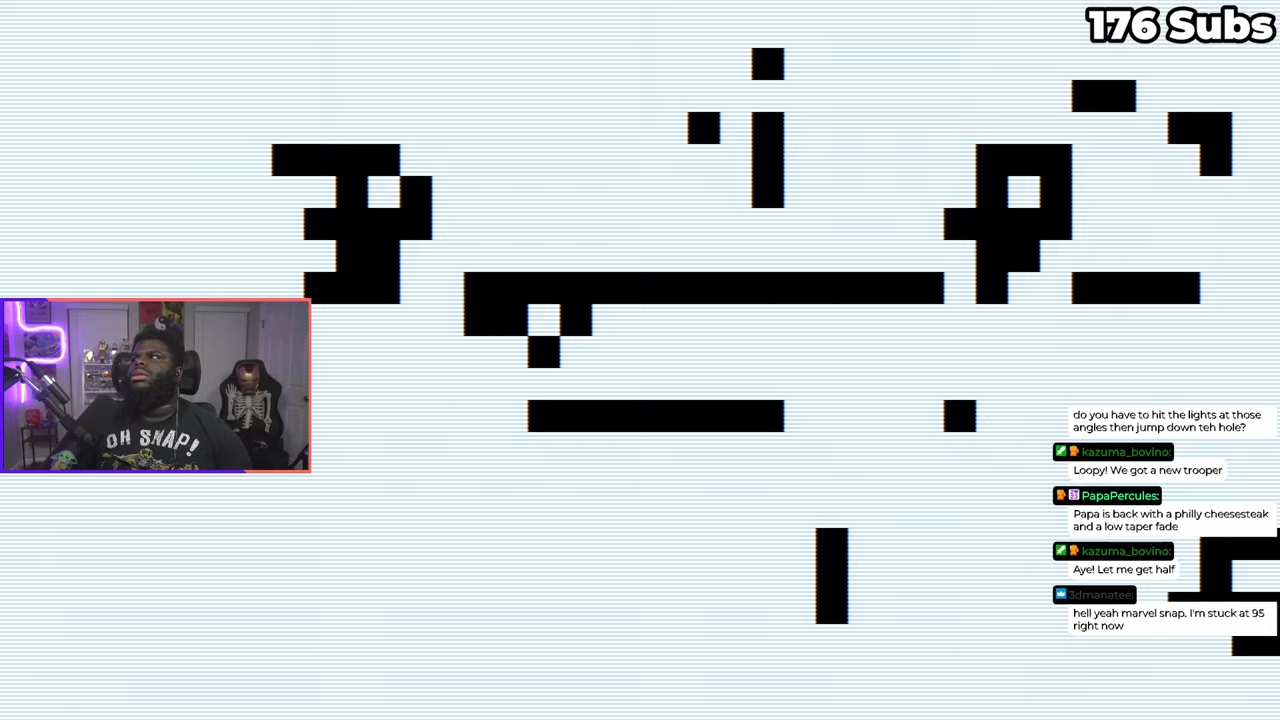 176 Subs
OH SNAP!
do you have to hit the lights at those
angles then jump down teh hole?
kazuma_bovino:
Loopy! We got a new trooper
PapaPercules:
Papa is back with a philly cheesesteak
and a low taper fade
kazuma_bovino:
Aye! Let me get half
3dmanatee:
hell yeah marvel snap. I'm stuck at 95
right now